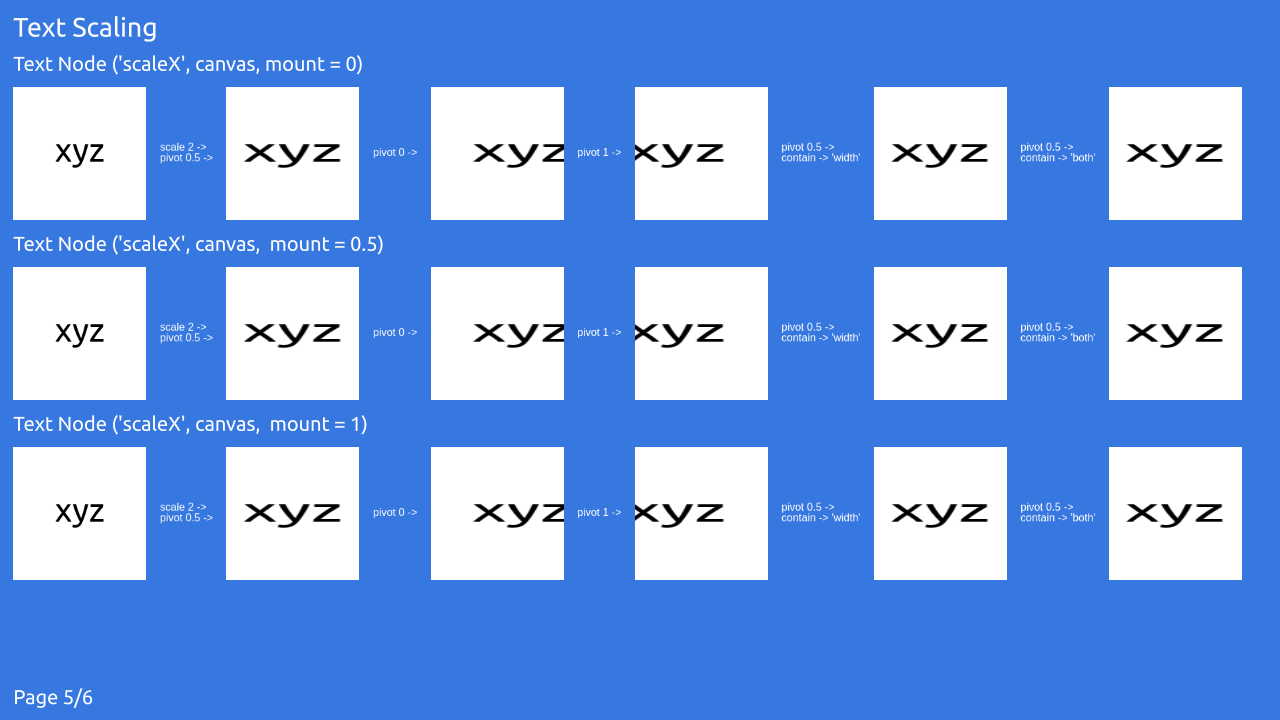 Text Scaling
Text Node ('scaleX', canvas, mount = 0)
xyz
scale 2 ->
pivot 0.5 ->
xyz
pivot 0 ->
xyz
pivot 1 ->
xyz
pivot 0.5 ->
contain -> 'width'
xyz
pivot 0.5 ->
contain -> 'both'
xyz
Text Node ('scaleX', canvas,  mount = 0.5)
xyz
scale 2 ->
pivot 0.5 ->
xyz
pivot 0 ->
xyz
pivot 1 ->
xyz
pivot 0.5 ->
contain -> 'width'
xyz
pivot 0.5 ->
contain -> 'both'
xyz
Text Node ('scaleX', canvas,  mount = 1)
xyz
scale 2 ->
pivot 0.5 ->
xyz
pivot 0 ->
xyz
pivot 1 ->
xyz
pivot 0.5 ->
contain -> 'width'
xyz
pivot 0.5 ->
contain -> 'both'
xyz
Page 5/6